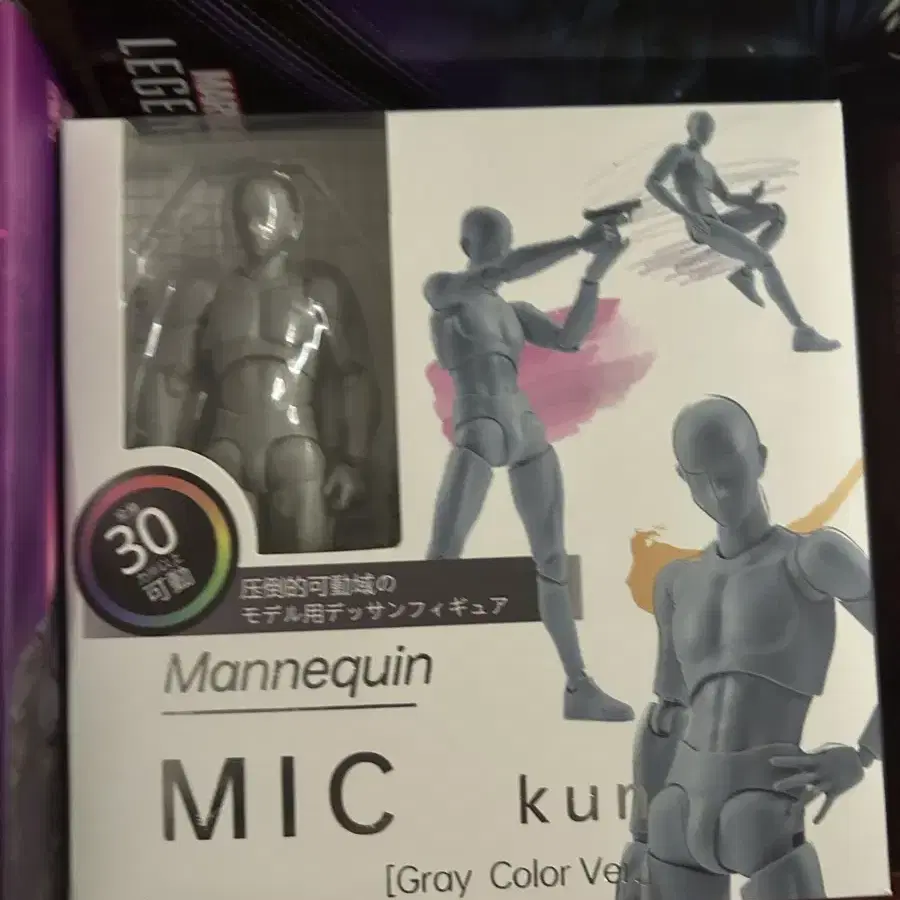 LEGE
MAR
30
可動
圧倒的可動域の
モデル用デッサンフィギュア
Mannequin
MIC kun
[Gray Color Ver.